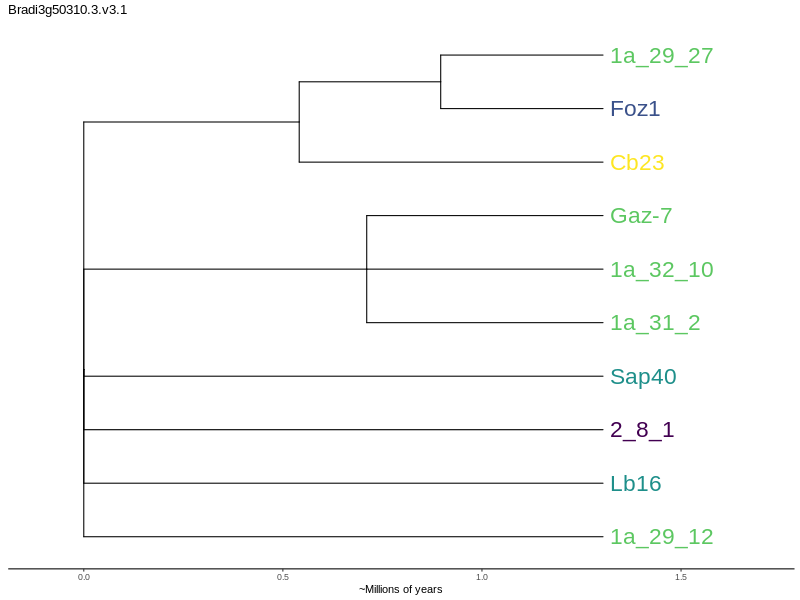 Bradi3g50310.3.v3.1
1a_29_27
Foz1
Cb23
Gaz-7
1a_32_10
1a_31_2
Sap40
2_8_1
Lb16
1a_29_12
0.0 0.5 1.0 1.5
~Millions of years